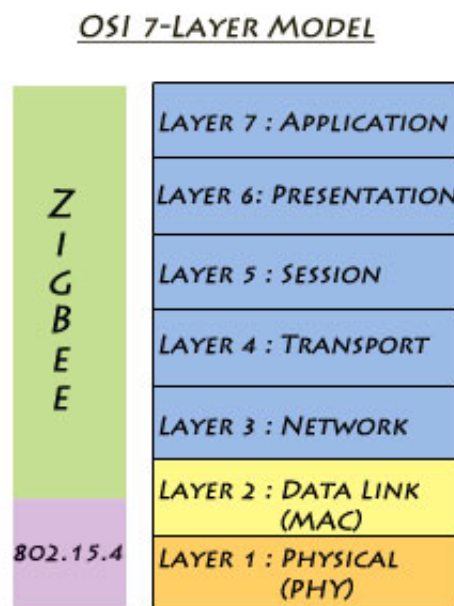 OSI 7-Layer Model
Layer 7 : Application
Layer 6: Presentation
Layer 5 : Session
Layer 4 : Transport
Layer 3 : Network
Layer 2 : Data Link
(MAC)
Layer 1 : Physical
(PHY)
ZIGBEE
802.15.4